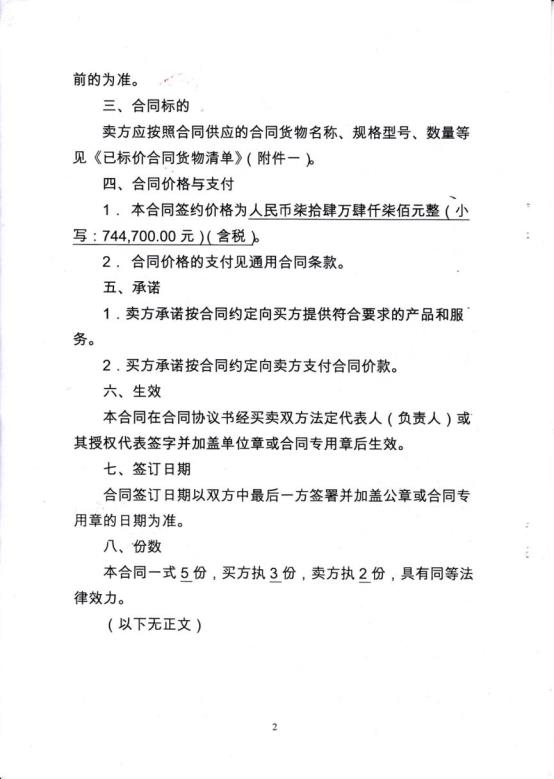 前的为准。
三、合同标的
卖方应按照合同供应的合同货物名称、规格型号、数量等
见《已标价合同货物清单》（附件一）。
四、合同价格与支付
1．本合同签约价格为人民币柒拾肆万肆仟柒佰元整（小
写：744,700.00 元）（含税）。
2．合同价格的支付见通用合同条款。
五、承诺
1．卖方承诺按合同约定向买方提供符合要求的产品和服
务。
2．买方承诺按合同约定向卖方支付合同价款。
六、生效
本合同在合同协议书经买卖双方法定代表人（负责人）或
其授权代表签字并加盖单位章或合同专用章后生效。
七、签订日期
合同签订日期以双方中最后一方签署并加盖公章或合同专
用章的日期为准。
八、份数
本合同一式 5 份，买方执 3 份，卖方执 2 份，具有同等法
律效力。
（以下无正文）
2